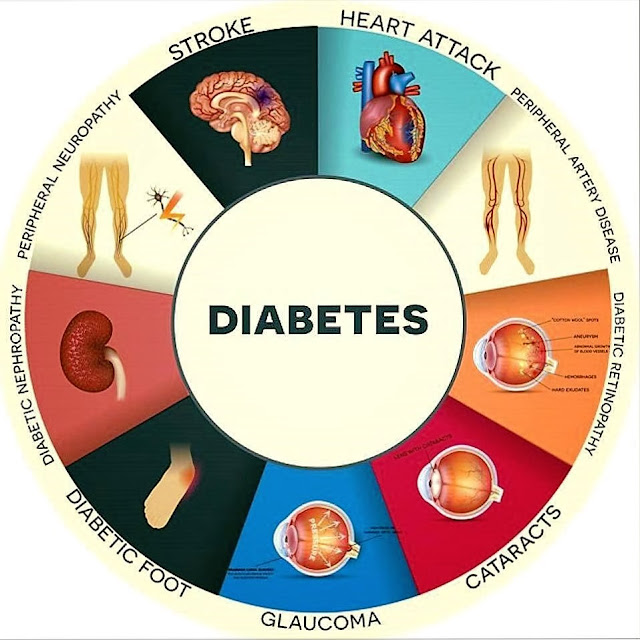 STROKE
HEART ATTACK
PERIPHERAL ARTERY DISEASE
DIABETIC RETINOPATHY
"COTTON WOOL" SPOTS
ANEURYSM
ABNORMAL GROWTH
OF BLOOD VESSELS
HEMORRHAGES
HARD EXUDATES
CATARACTS
LENS WITH CATARACTS
GLAUCOMA
PRESSURE
DIABETIC FOOT
DIABETIC NEPHROPATHY
PERIPHERAL NEUROPATHY
DIABETES